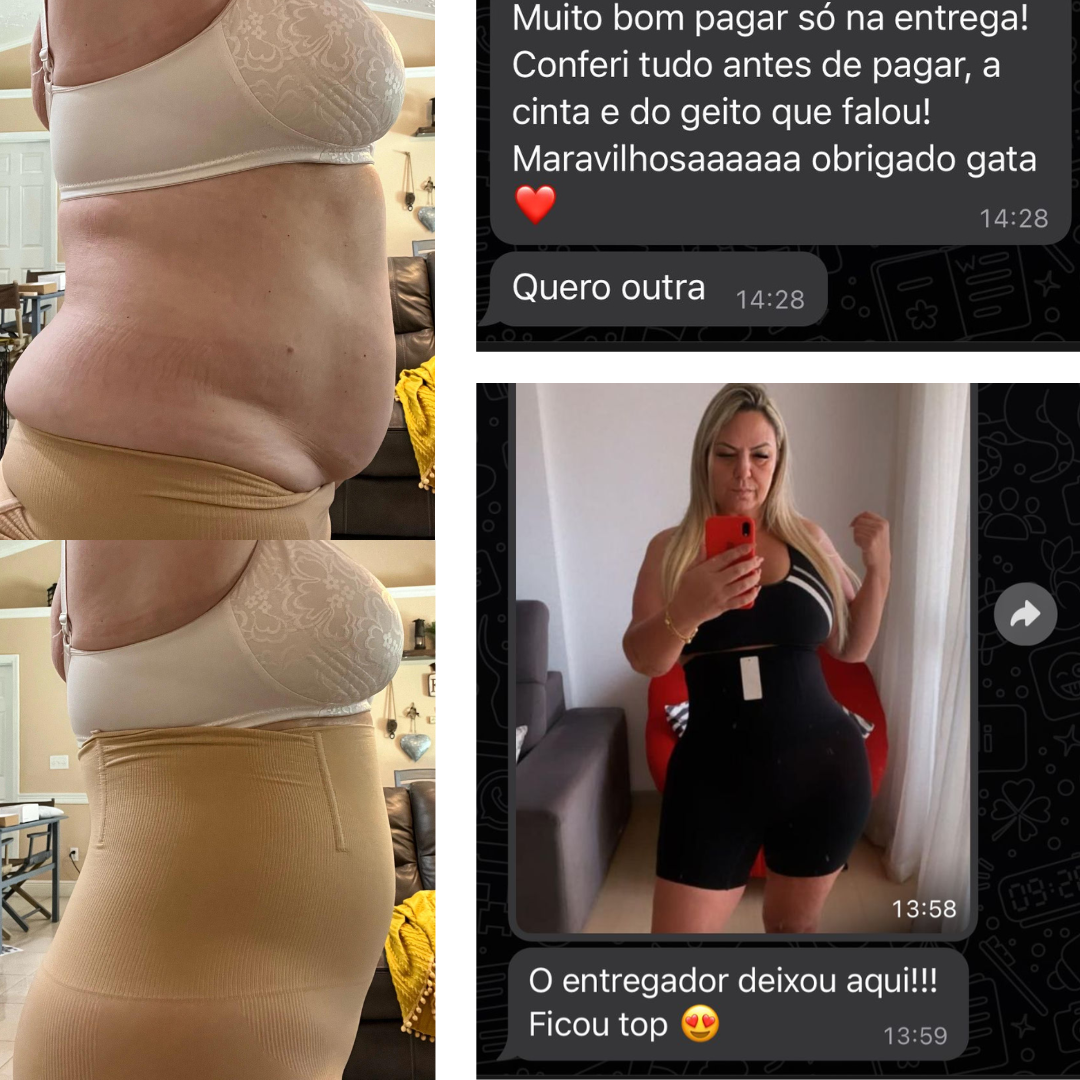 Muito bom pagar só na entrega!
Conferi tudo antes de pagar, a
cinta e do geito que falou!
Maravilhosaaaaaa obrigado gata
❤️
14:28
Quero outra 14:28
13:58
O entregador deixou aqui!!!
Ficou top 😍 13:59